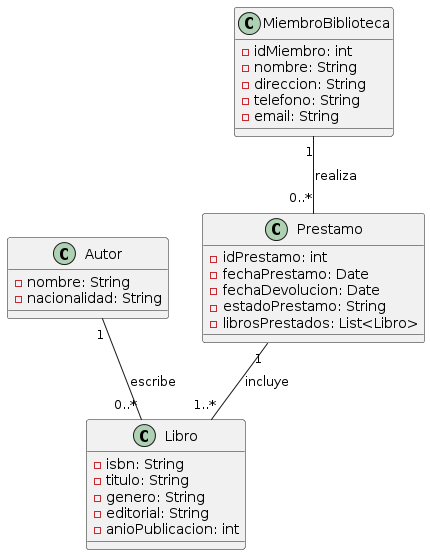 C MiembroBiblioteca
idMiembro: int
nombre: String
direccion: String
telefono: String
email: String
1
realiza
0..*
C Autor
nombre: String
nacionalidad: String
C Prestamo
idPrestamo: int
fechaPrestamo: Date
fechaDevolucion: Date
estadoPrestamo: String
librosPrestados: List<Libro>
1
escribe
0..*
1
incluye
1..*
C Libro
isbn: String
titulo: String
genero: String
editorial: String
anioPublicacion: int